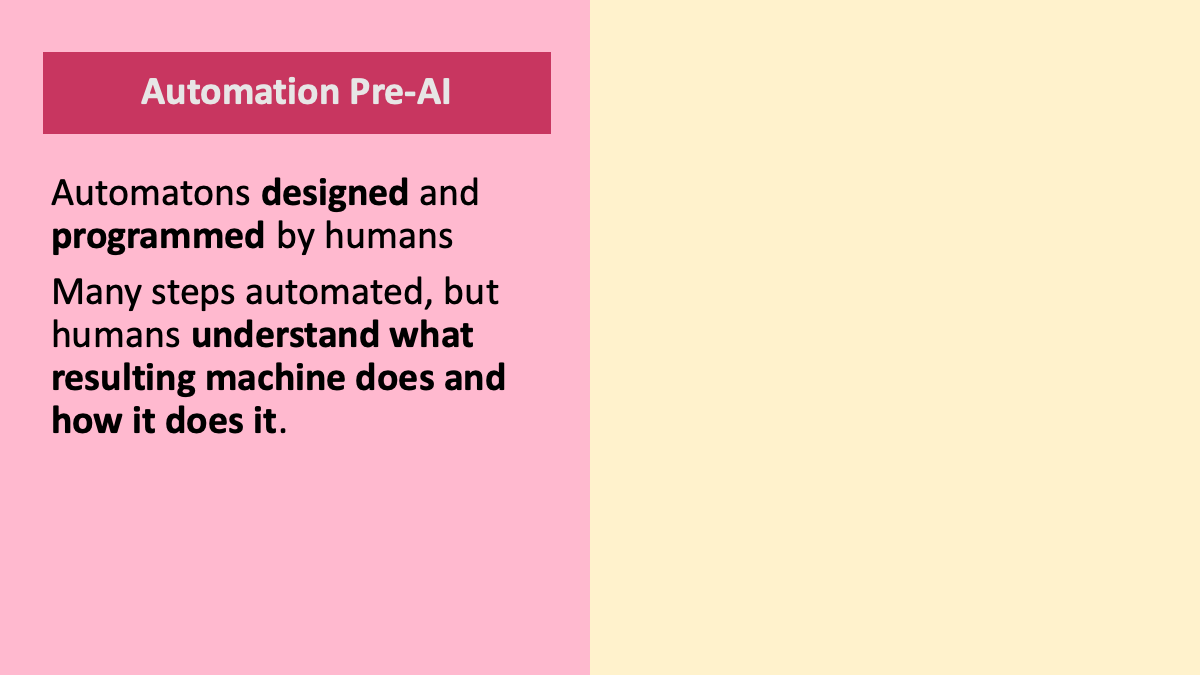 Automation Pre-AI
Automatons designed and
programmed by humans
Many steps automated, but
humans understand what
resulting machine does and
how it does it.